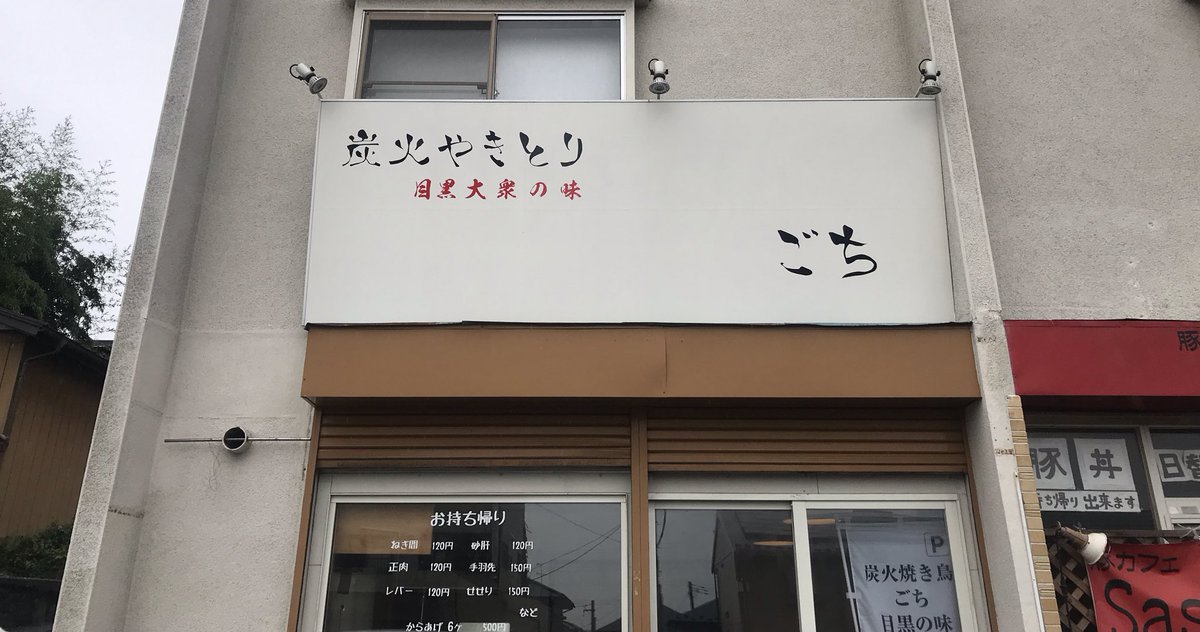 炭火やきとり
目黒大衆の味
ごち
お持ち帰り
ねぎ間 120円 砂肝 120円
正肉 120円 手羽先 150円
レバー 120円 せせり 150円
など
からあげ 6ヶ 500円
P
炭火焼き鳥
ごち
目黒の味
豚
豚丼
日替
持ち帰り出来ます
カフェ
Sas